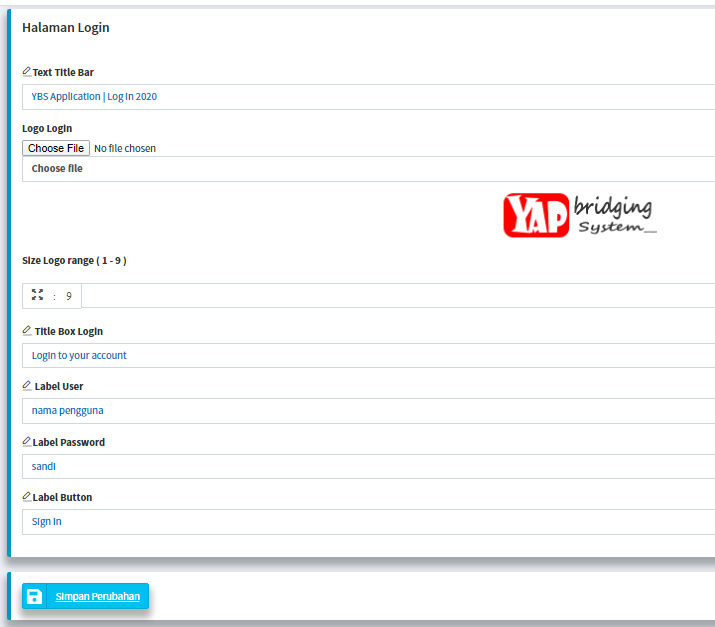 Halaman Login
Text Title Bar
YBS Application | Log in 2020
Logo Login
Choose File No file chosen
Choose file
YAP bridging
System_
Size Logo range ( 1 - 9 )
: 9
Title Box Login
Login to your account
Label User
nama pengguna
Label Password
sandi
Label Button
Sign In
Simpan Perubahan